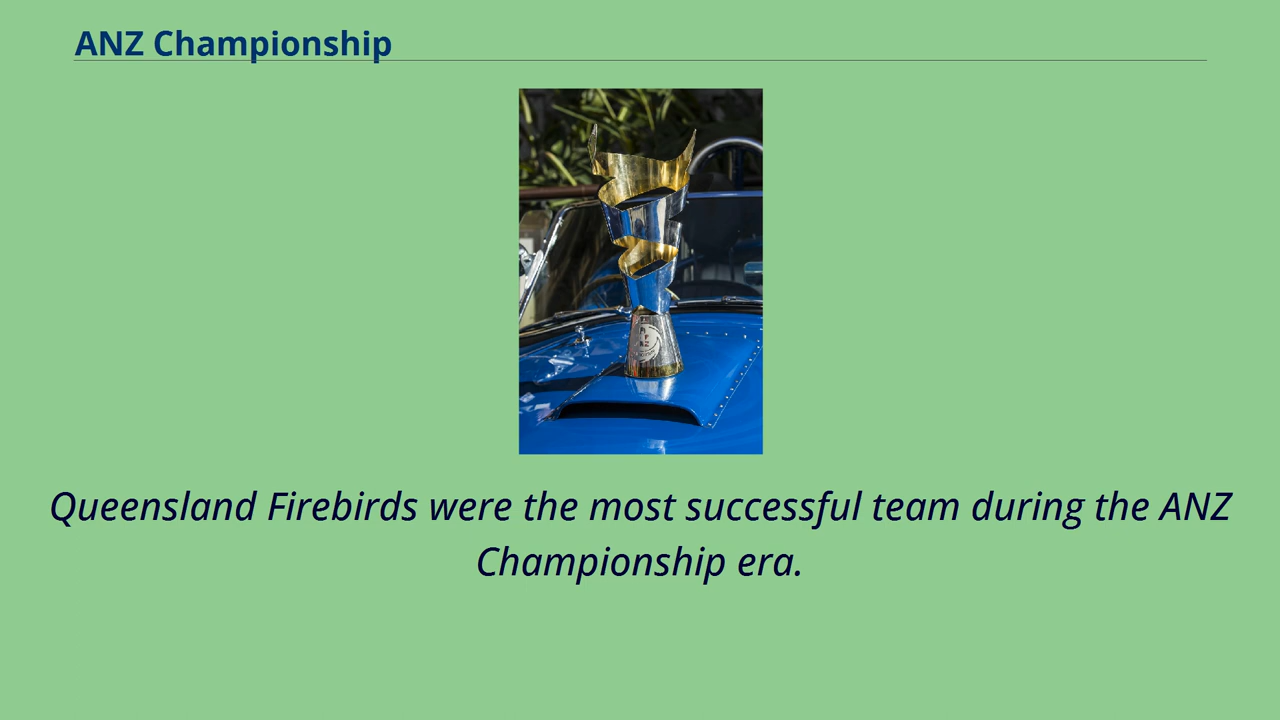 ANZ Championship
Queensland Firebirds were the most successful team during the ANZ
Championship era.